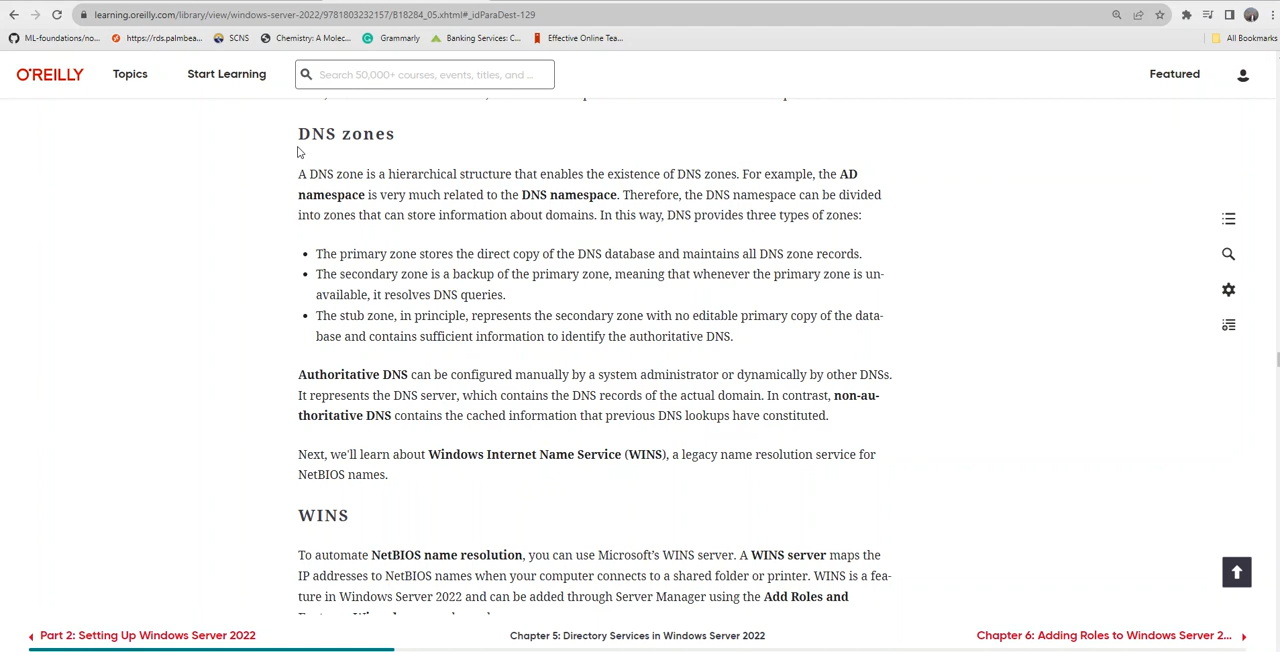 learning.oreilly.com/library/view/windows-server-2022/9781803232157/B18284_05.xhtml#_idParaDest-129
ML-foundations/no... https://rds.palmbea... SCNS Chemistry: A Molec... Grammarly Banking Services: C... Effective Online Tea... All Bookmarks
O'REILLY Topics Start Learning Search 50,000+ courses, events, titles, and ... Featured
DNS zones
A DNS zone is a hierarchical structure that enables the existence of DNS zones. For example, the AD
namespace is very much related to the DNS namespace. Therefore, the DNS namespace can be divided
into zones that can store information about domains. In this way, DNS provides three types of zones:
• The primary zone stores the direct copy of the DNS database and maintains all DNS zone records.
• The secondary zone is a backup of the primary zone, meaning that whenever the primary zone is un-
available, it resolves DNS queries.
• The stub zone, in principle, represents the secondary zone with no editable primary copy of the data-
base and contains sufficient information to identify the authoritative DNS.
Authoritative DNS can be configured manually by a system administrator or dynamically by other DNSs.
It represents the DNS server, which contains the DNS records of the actual domain. In contrast, non-au-
thoritative DNS contains the cached information that previous DNS lookups have constituted.
Next, we'll learn about Windows Internet Name Service (WINS), a legacy name resolution service for
NetBIOS names.
WINS
To automate NetBIOS name resolution, you can use Microsoft's WINS server. A WINS server maps the
IP addresses to NetBIOS names when your computer connects to a shared folder or printer. WINS is a fea-
ture in Windows Server 2022 and can be added through Server Manager using the Add Roles and
Part 2: Setting Up Windows Server 2022 Chapter 5: Directory Services in Windows Server 2022 Chapter 6: Adding Roles to Windows Server 2...